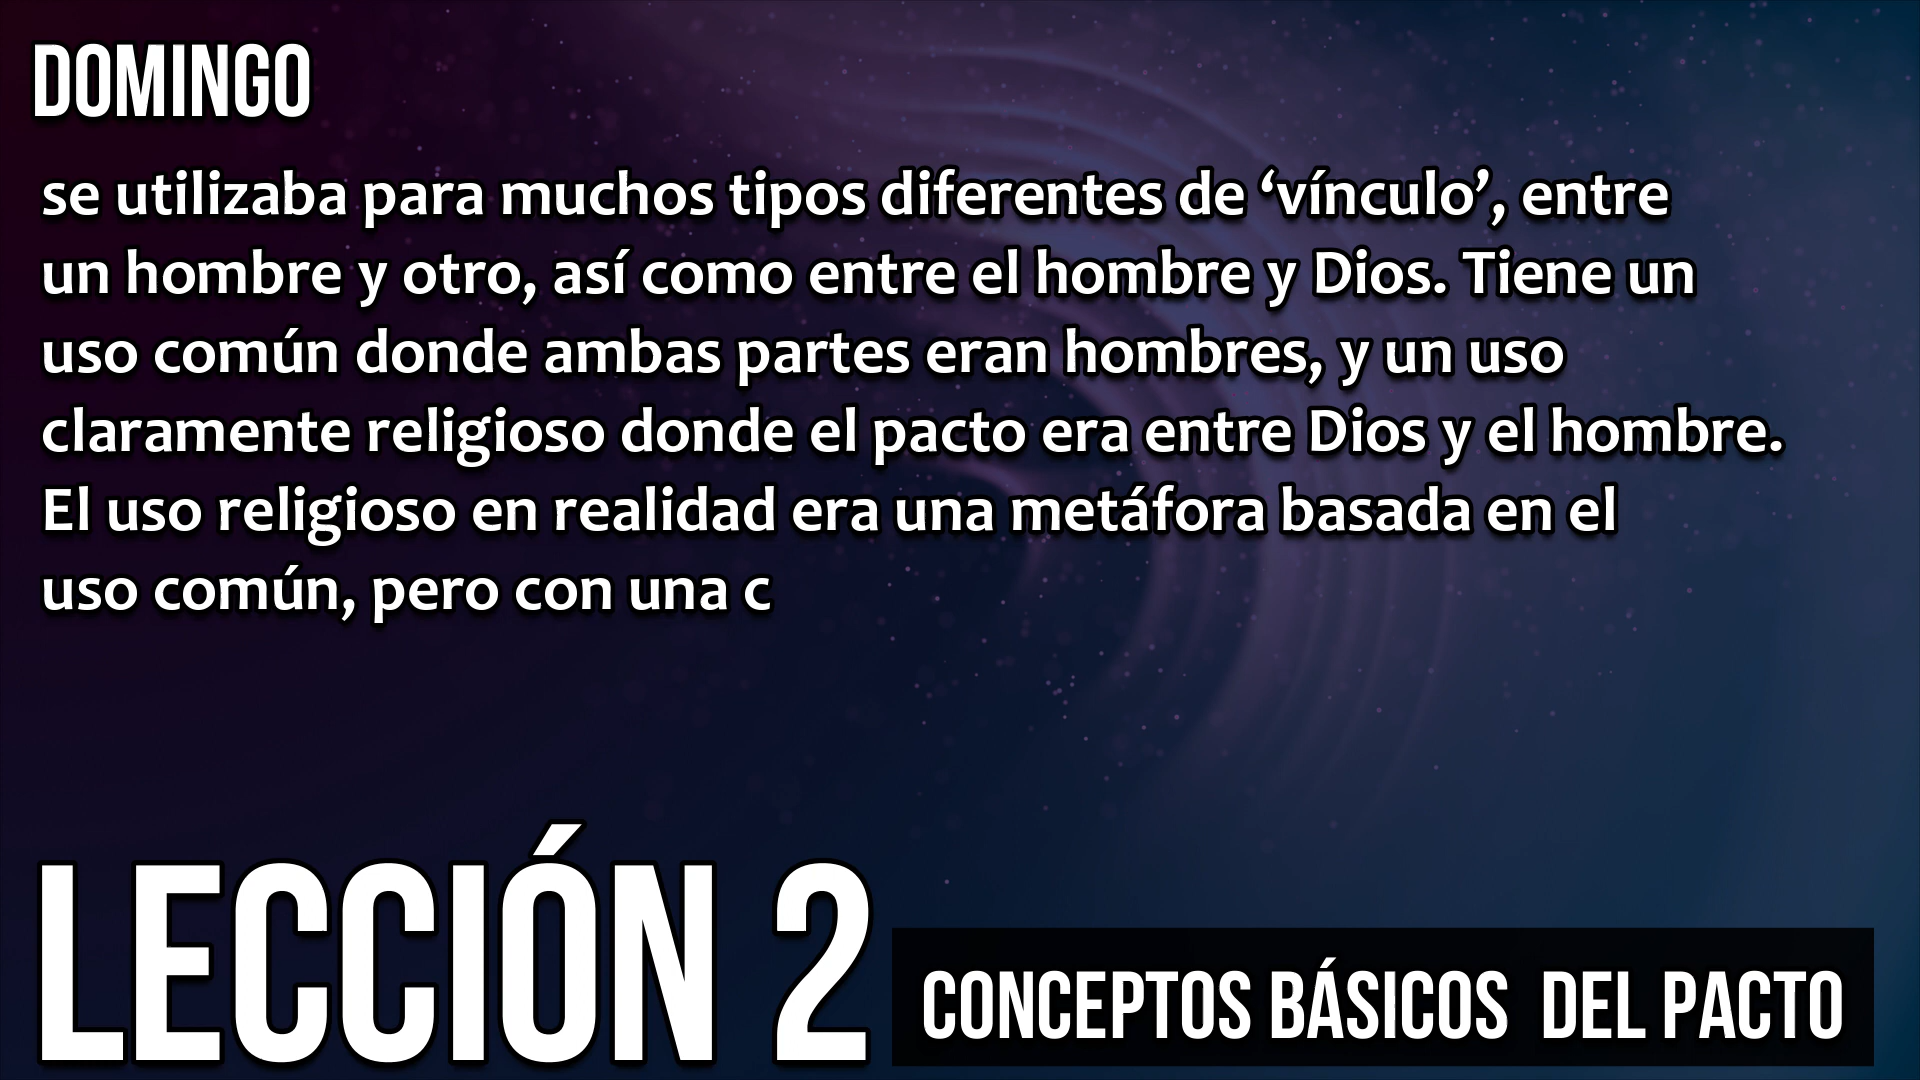 DOMINGO
se utilizaba para muchos tipos diferentes de ‘vínculo’, entre
un hombre y otro, así como entre el hombre y Dios. Tiene un
uso común donde ambas partes eran hombres, y un uso
claramente religioso donde el pacto era entre Dios y el hombre.
El uso religioso en realidad era una metáfora basada en el
uso común, pero con una c
LECCIÓN 2
CONCEPTOS BÁSICOS DEL PACTO